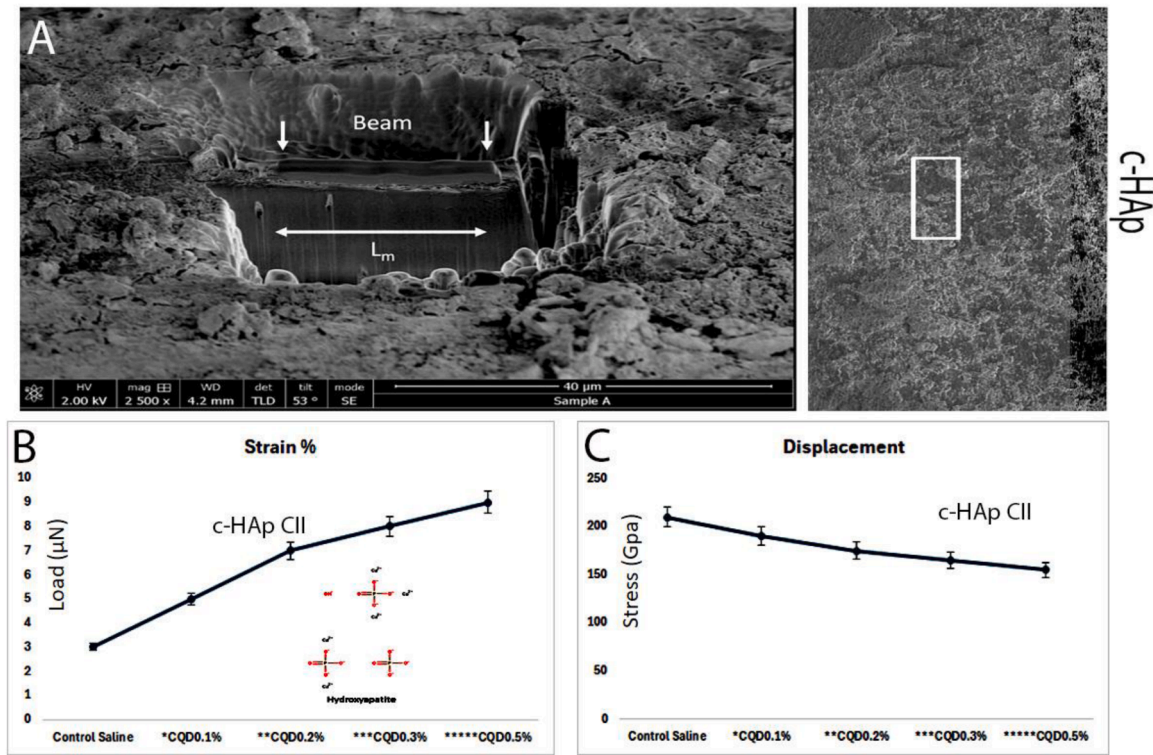 A
Beam
Lm
HV mag WD det tilt mode 40 µm
2.00 kV 2 500 x 4.2 mm TLD 53 ° SE Sample A
c-HAp
B
Strain %
10
9
8
7
6
5
4
3
2
1
0
Load (µN)
c-HAp CII
Hydroxyapatite
Control Saline *CQD0.1% **CQD0.2% ***CQD0.3% *****CQD0.5%
C
Displacement
250
200
150
100
50
0
Stress (Gpa)
c-HAp CII
Control Saline *CQD0.1% **CQD0.2% ***CQD0.3% *****CQD0.5%